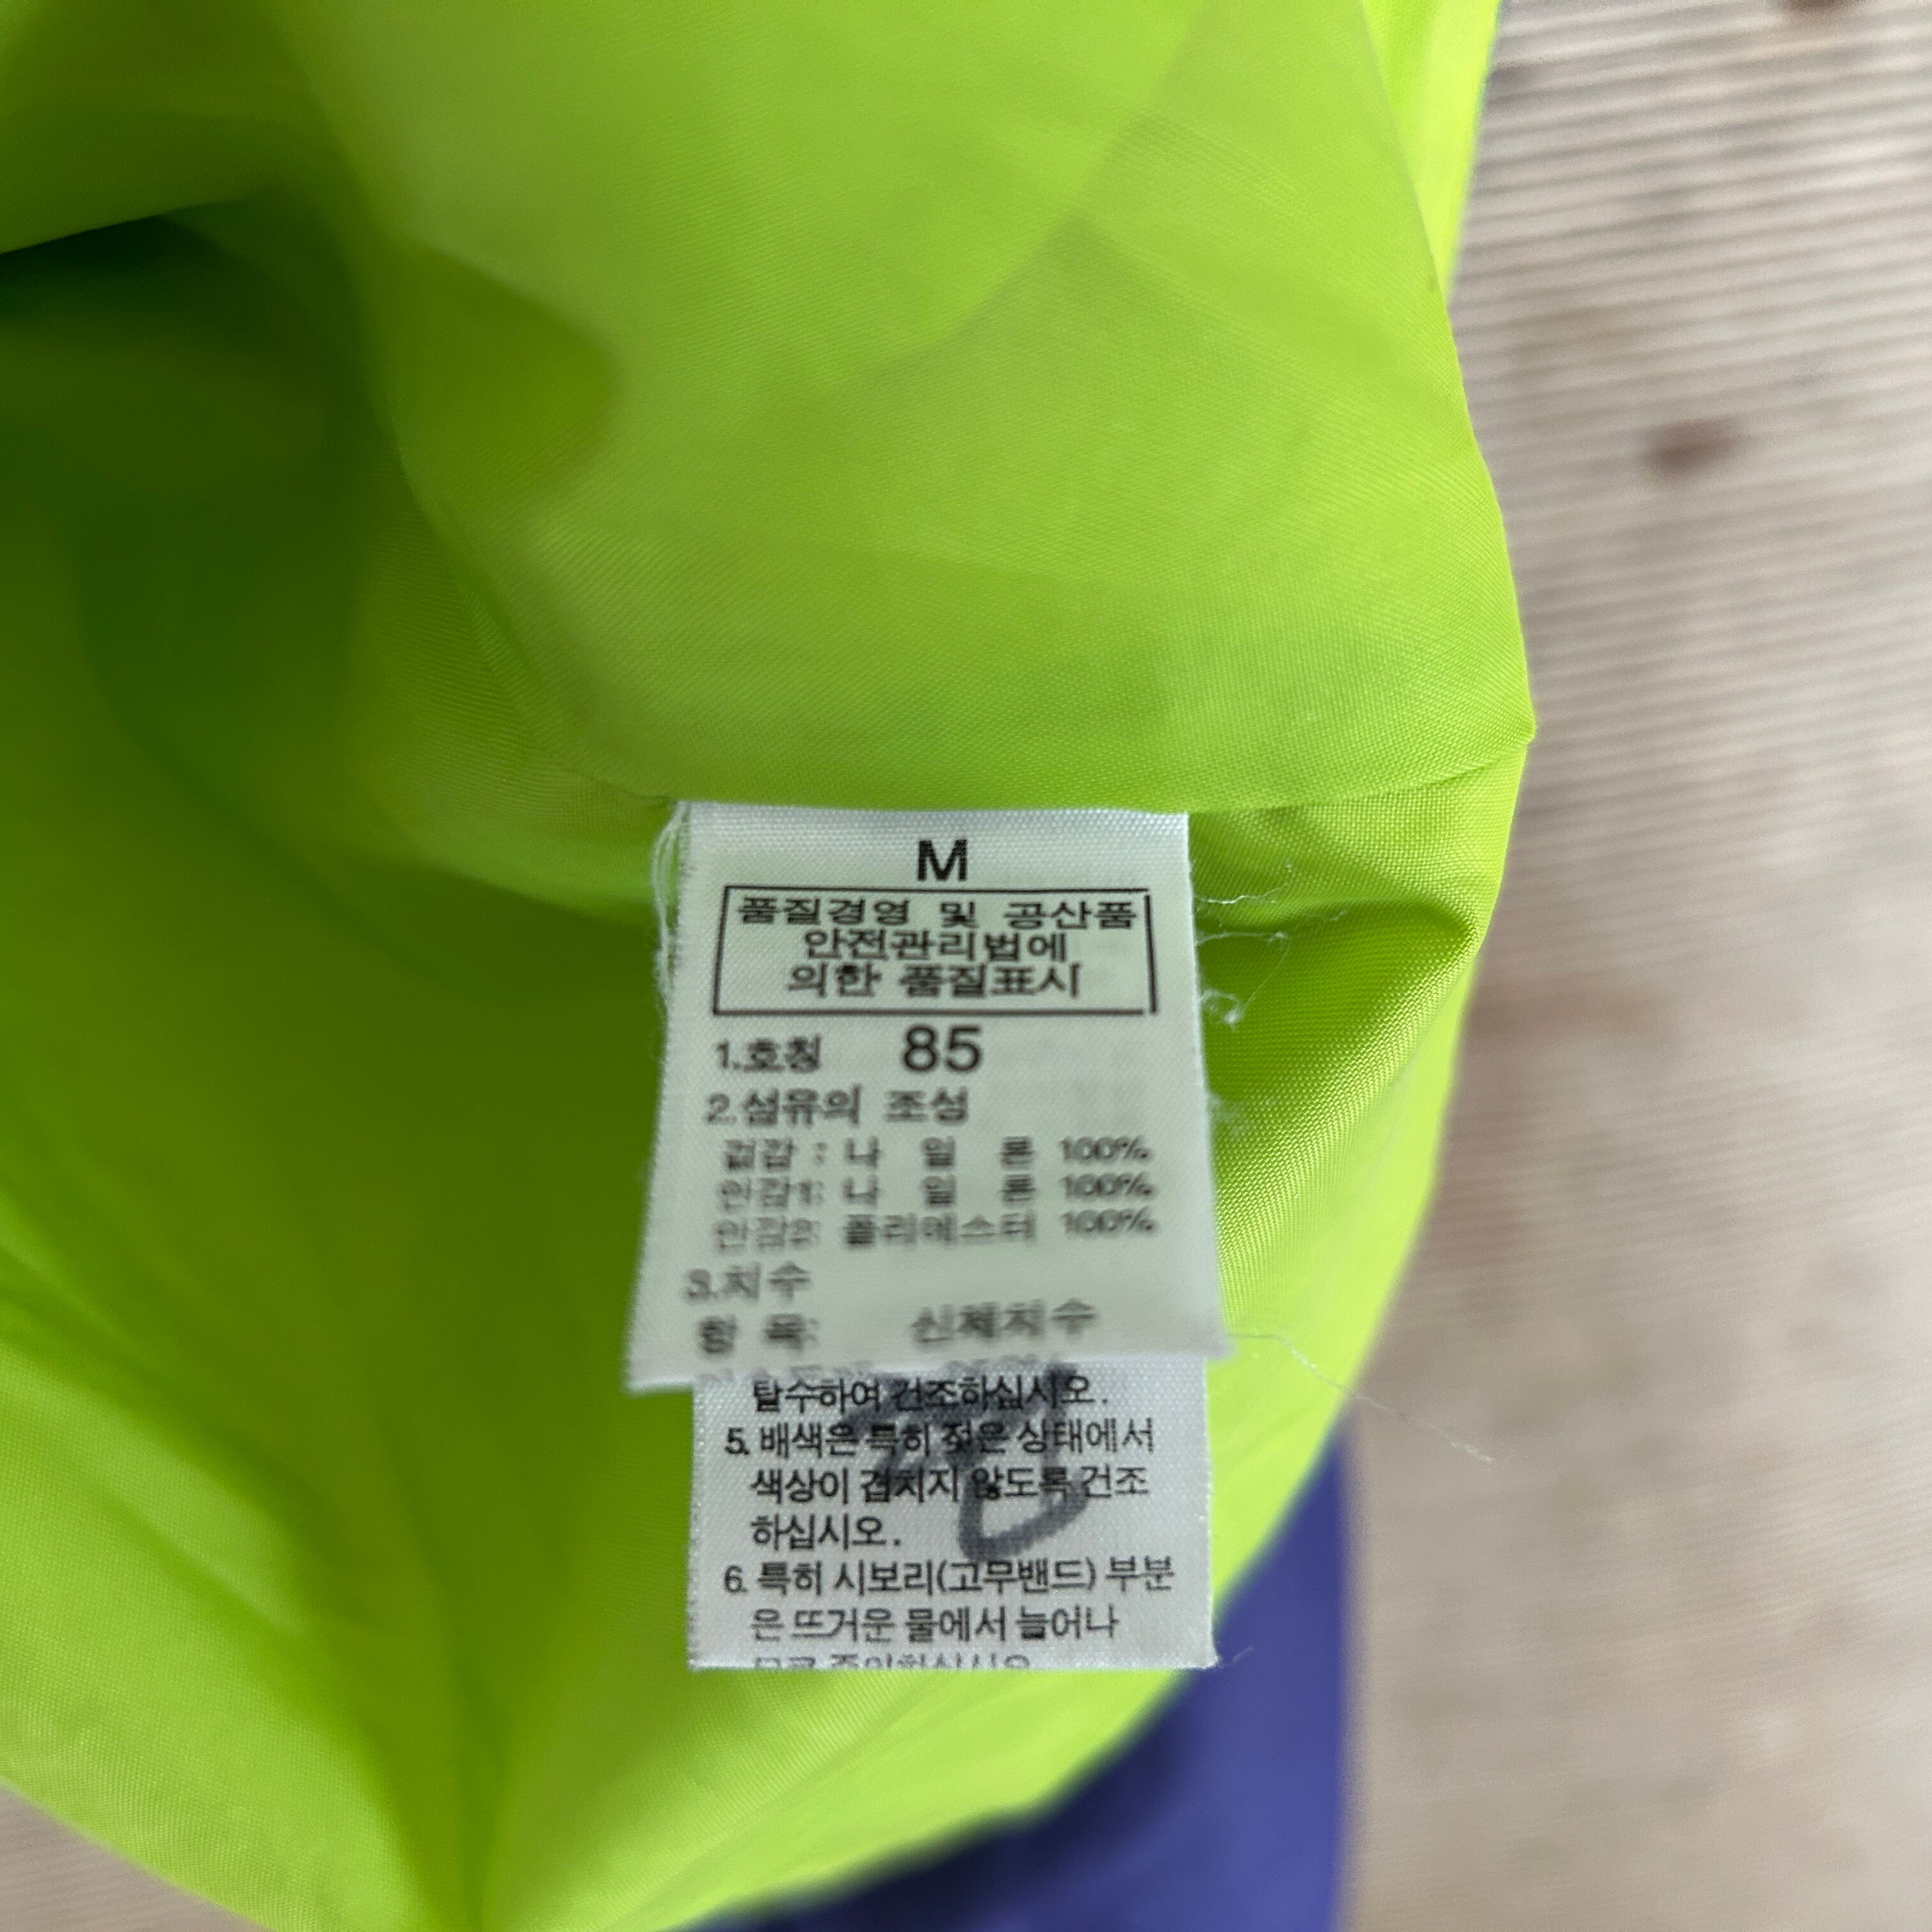 M
품질경영 및 공산품
안전관리법에
의한 품질표시
1.호칭 85
2.섬유의 조성
겉감 : 나 일 론 100%
안감1: 나 일 론 100%
안감2: 폴리에스터 100%
3.치수
항 목: 신체치수
탈수하여 건조하십시오.
5. 배색은 특히 젖은 상태에서
색상이 겹치지 않도록 건조
하십시오.
6. 특히 시보리(고무밴드) 부분
은 뜨거운 물에서 늘어나